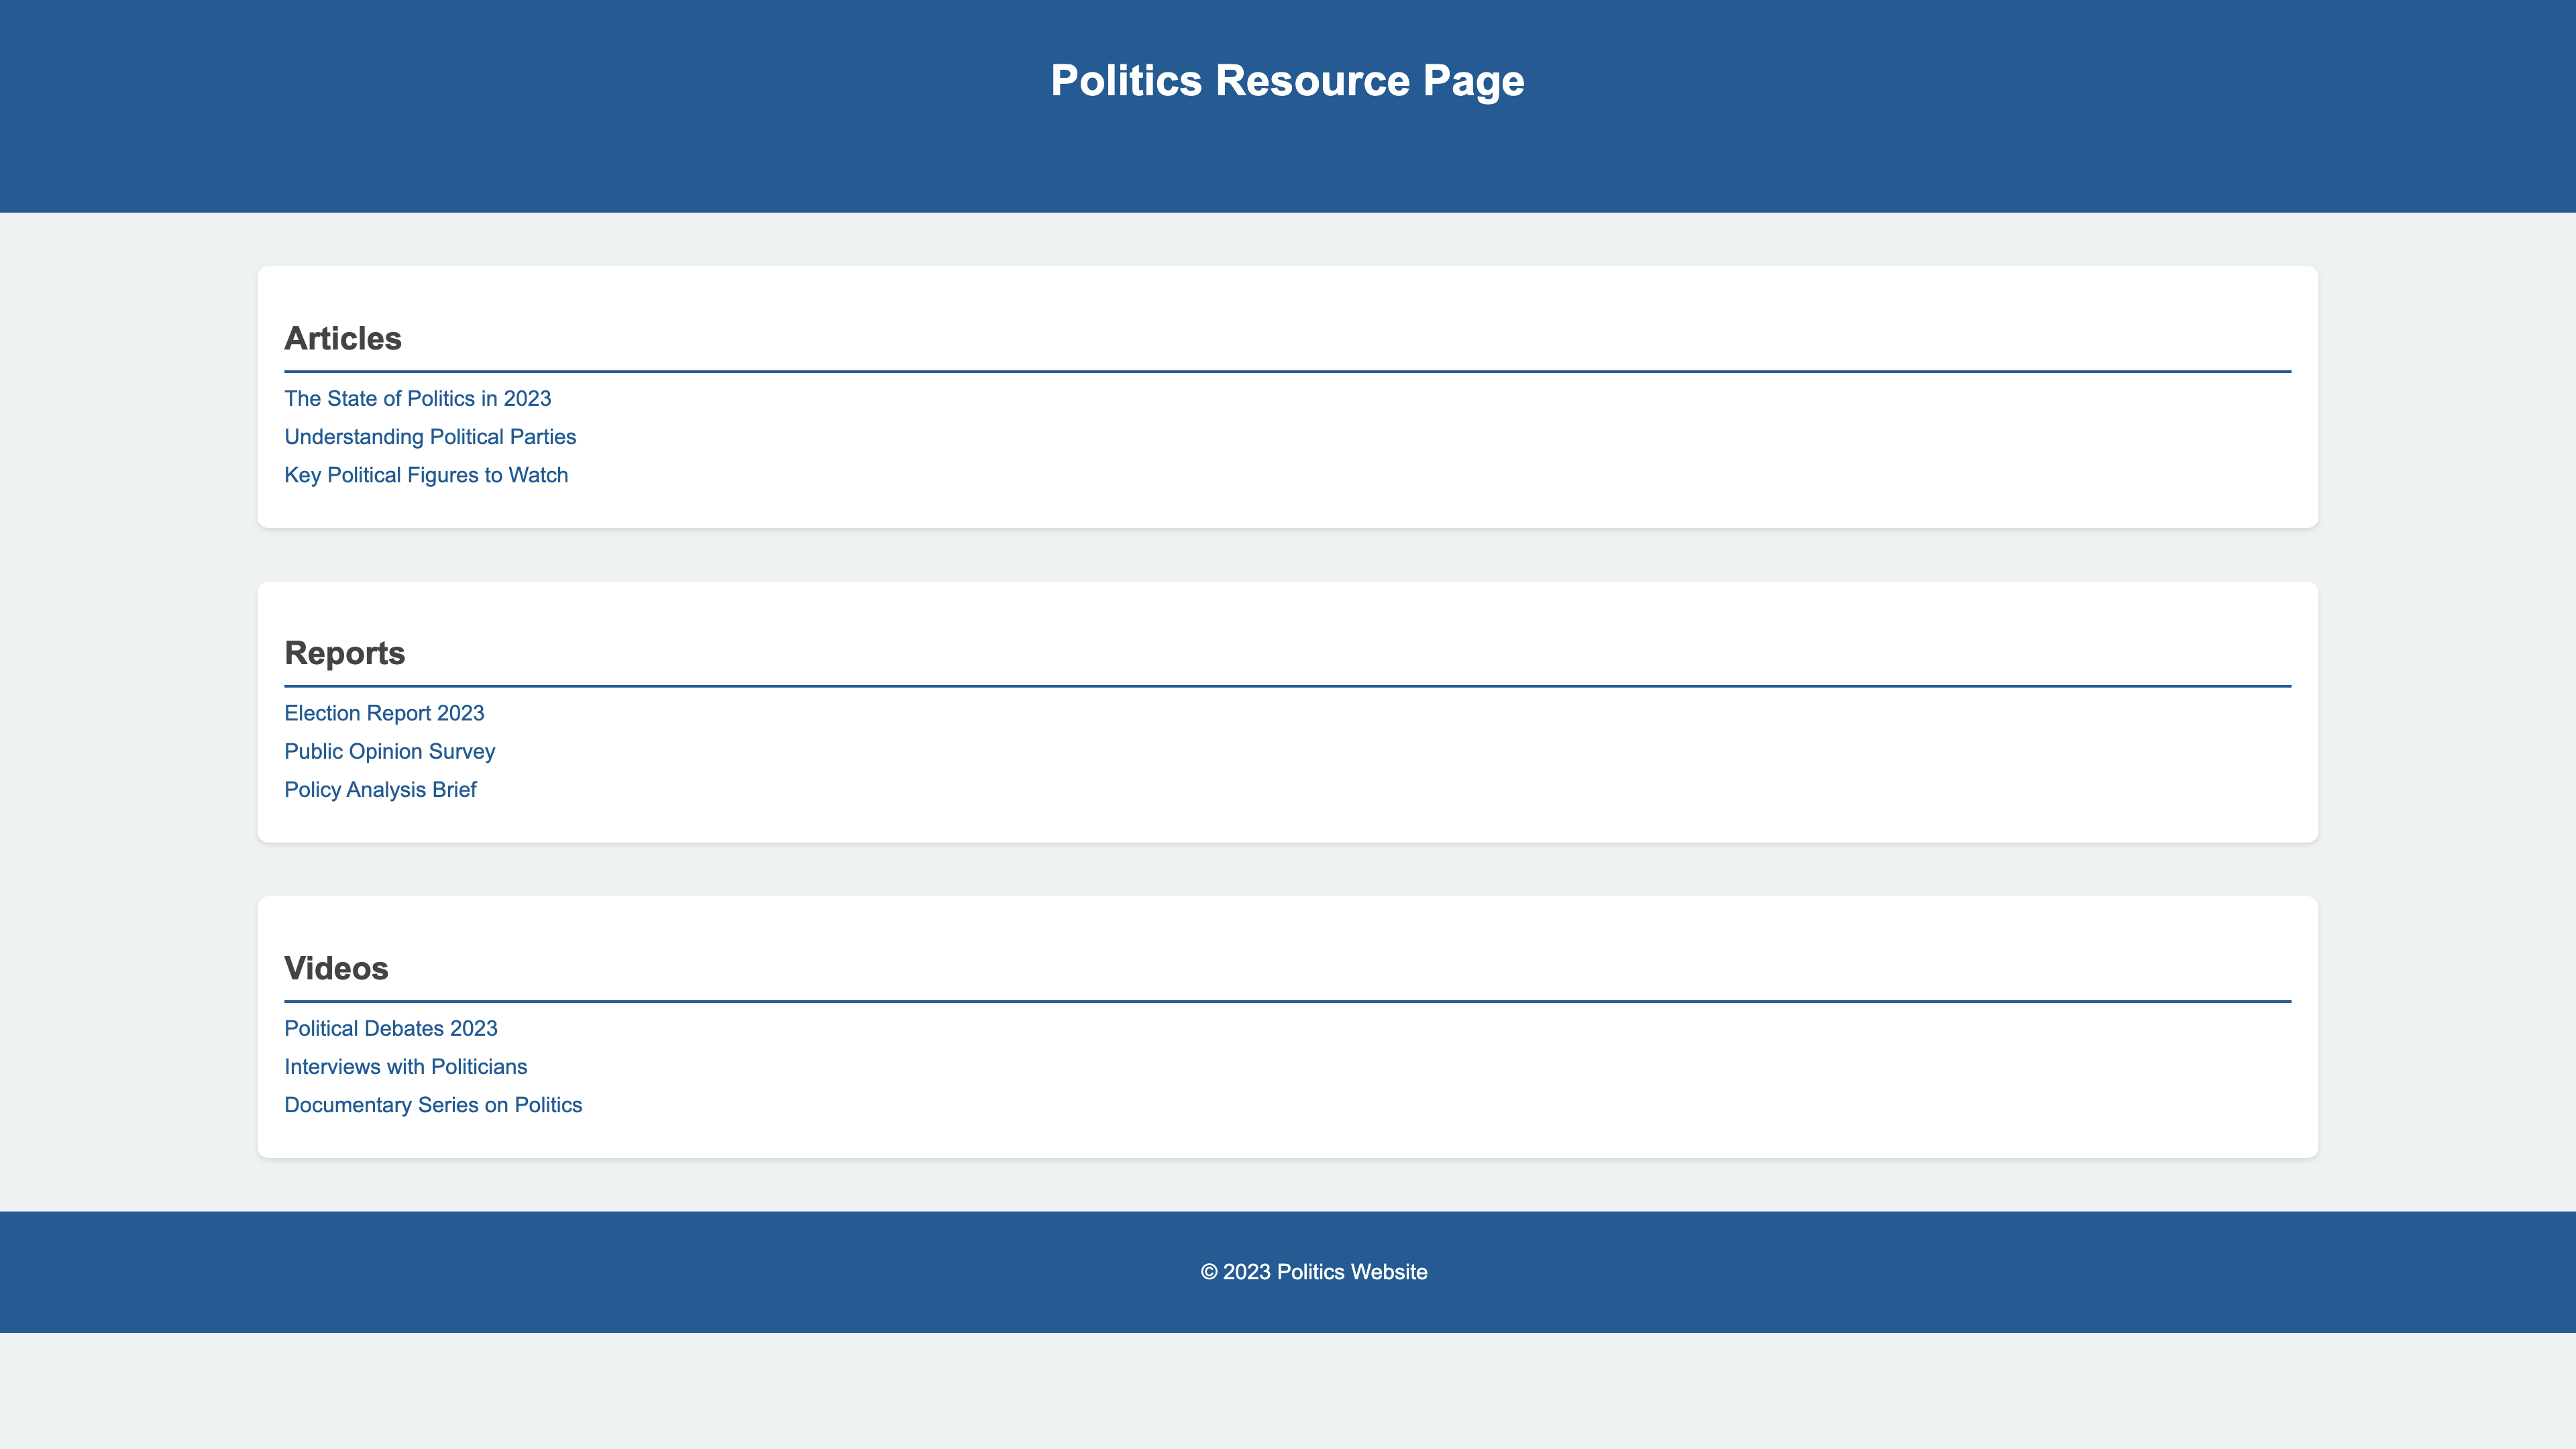 Politics Resource Page
Articles
The State of Politics in 2023
Understanding Political Parties
Key Political Figures to Watch
Reports
Election Report 2023
Public Opinion Survey
Policy Analysis Brief
Videos
Political Debates 2023
Interviews with Politicians
Documentary Series on Politics
© 2023 Politics Website